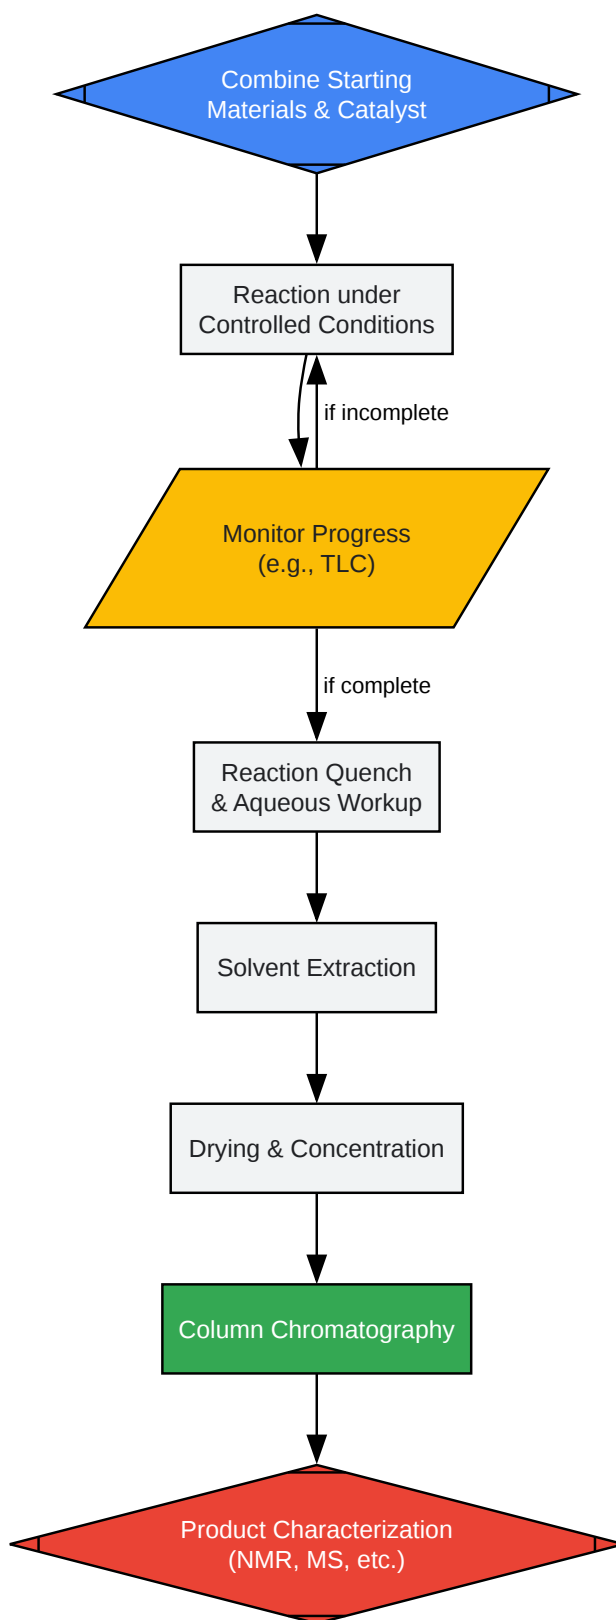 Combine Starting
Materials & Catalyst
Reaction under
Controlled Conditions
if incomplete
Monitor Progress
(e.g., TLC)
if complete
Reaction Quench
& Aqueous Workup
Solvent Extraction
Drying & Concentration
Column Chromatography
Product Characterization
(NMR, MS, etc.)